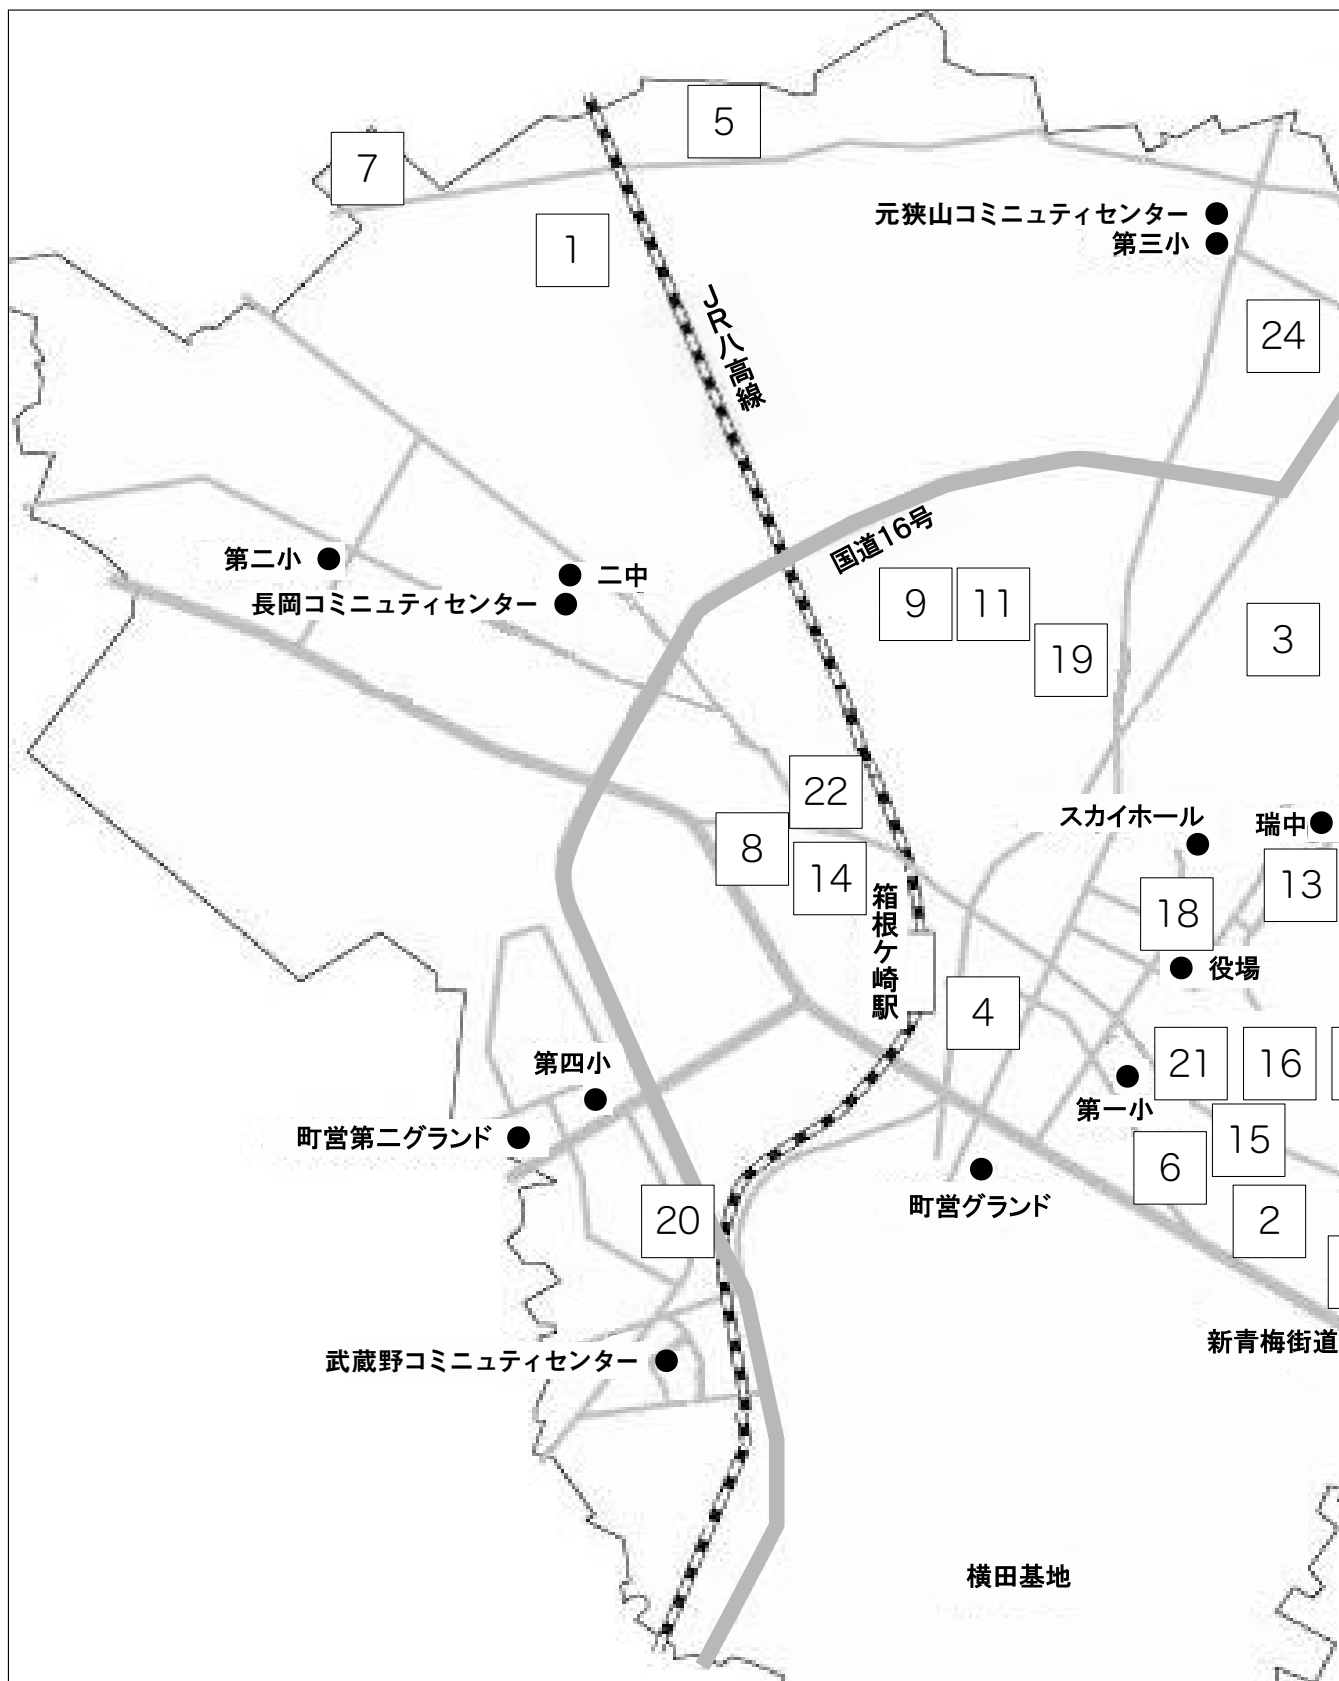 5
7
元狭山コミニュティセンター
第三小
1
JR八高線
24
国道16号
第二小
二中
長岡コミニュティセンター
9
11
19
3
22
スカイホール
瑞中
8
14
13
箱根ケ崎駅
18
役場
4
第四小
21
16
第一小
町営第二グランド
15
6
町営グランド
20
2
新青梅街道
武蔵野コミニュティセンター
横田基地